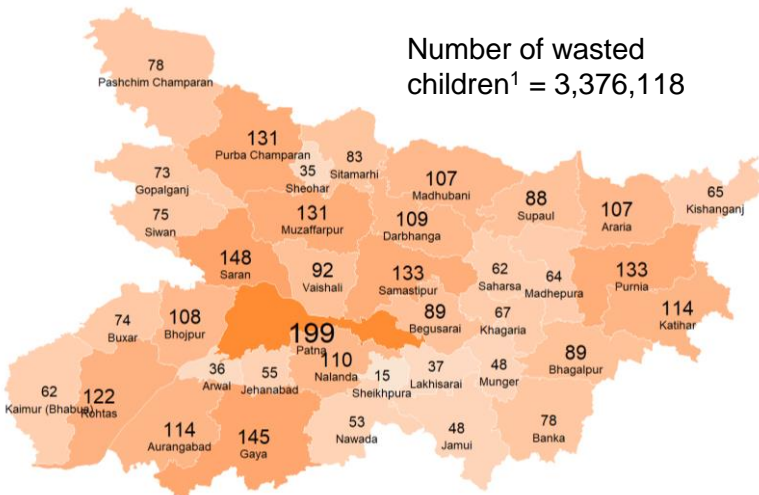 Number of wasted
children¹ = 3,376,118
78
Pashchim Champaran
131
Purba Champaran
35
Sheohar
83
Sitamarhi
73
Gopalganj
107
Madhubani
65
Kishanganj
88
Supaul
107
Araria
75
Siwan
131
Muzaffarpur
109
Darbhanga
148
Saran
92
Vaishali
133
Samastipur
62
Saharsa
64
Madhepura
133
Purnia
74
Buxar
108
Bhojpur
89
Begusarai
67
Khagaria
114
Katihar
199
Patna
36
Arwal
55
Jehanabad
110
Nalanda
15
Sheikhpura
37
Lakhisarai
48
Munger
89
Bhagalpur
62
Kaimur (Bhabua)
122
Rohtas
114
Aurangabad
145
Gaya
53
Nawada
48
Jamui
78
Banka